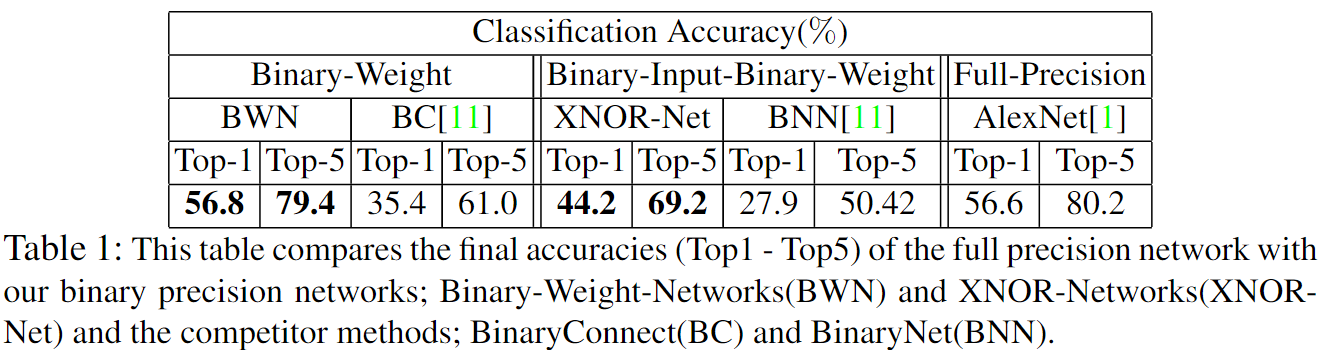 Classification Accuracy(%)
Binary-Weight Binary-Input-Binary-Weight Full-Precision
BWN BC[11] XNOR-Net BNN[11] AlexNet[1]
Top-1 Top-5 Top-1 Top-5 Top-1 Top-5 Top-1 Top-5 Top-1 Top-5
56.8 79.4 35.4 61.0 44.2 69.2 27.9 50.42 56.6 80.2
Table 1: This table compares the final accuracies (Top1 - Top5) of the full precision network with
our binary precision networks; Binary-Weight-Networks(BWN) and XNOR-Networks(XNOR-
Net) and the competitor methods; BinaryConnect(BC) and BinaryNet(BNN).